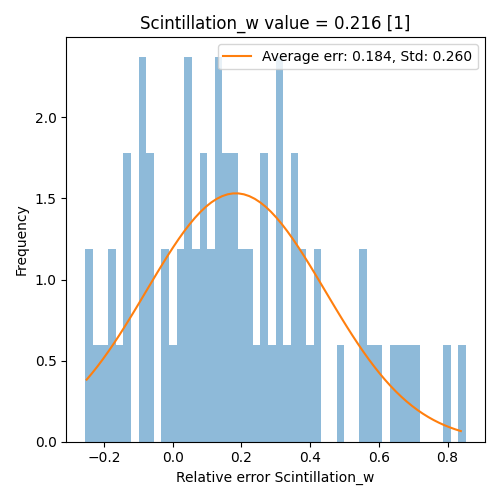 Scintillation_w value = 0.216 [1]
Average err: 0.184, Std: 0.260
Frequency
2.0
1.5
1.0
0.5
0.0
−0.2 0.0 0.2 0.4 0.6 0.8
Relative error Scintillation_w